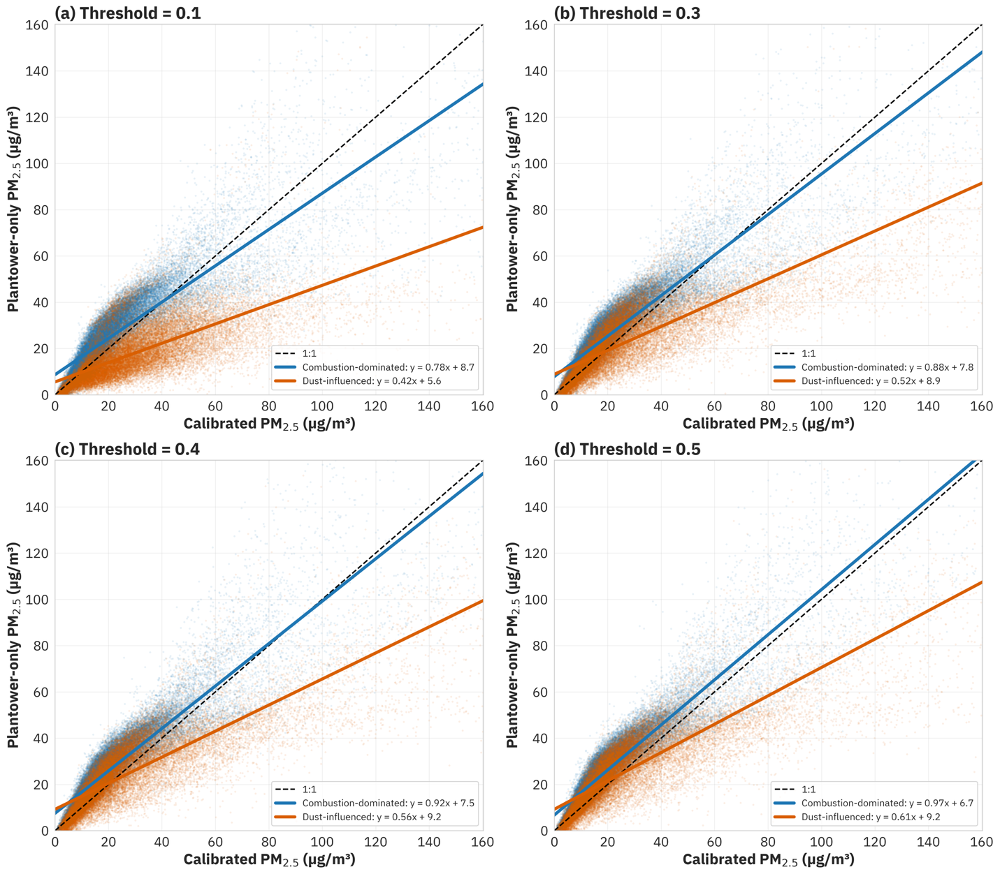 (a) Threshold = 0.1
160
140
120
100
80
60
40
20
0
Plantower-only PM2.5 (μg/m³)
1:1
Combustion-dominated: y = 0.78x + 8.7
Dust-influenced: y = 0.42x + 5.6
0 20 40 60 80 100 120 140 160
Calibrated PM2.5 (μg/m³)
(b) Threshold = 0.3
160
140
120
100
80
60
40
20
0
Plantower-only PM2.5 (μg/m³)
1:1
Combustion-dominated: y = 0.88x + 7.8
Dust-influenced: y = 0.52x + 8.9
0 20 40 60 80 100 120 140 160
Calibrated PM2.5 (μg/m³)
(c) Threshold = 0.4
160
140
120
100
80
60
40
20
0
Plantower-only PM2.5 (μg/m³)
1:1
Combustion-dominated: y = 0.92x + 7.5
Dust-influenced: y = 0.56x + 9.2
0 20 40 60 80 100 120 140 160
Calibrated PM2.5 (μg/m³)
(d) Threshold = 0.5
160
140
120
100
80
60
40
20
0
Plantower-only PM2.5 (μg/m³)
1:1
Combustion-dominated: y = 0.97x + 6.7
Dust-influenced: y = 0.61x + 9.2
0 20 40 60 80 100 120 140 160
Calibrated PM2.5 (μg/m³)